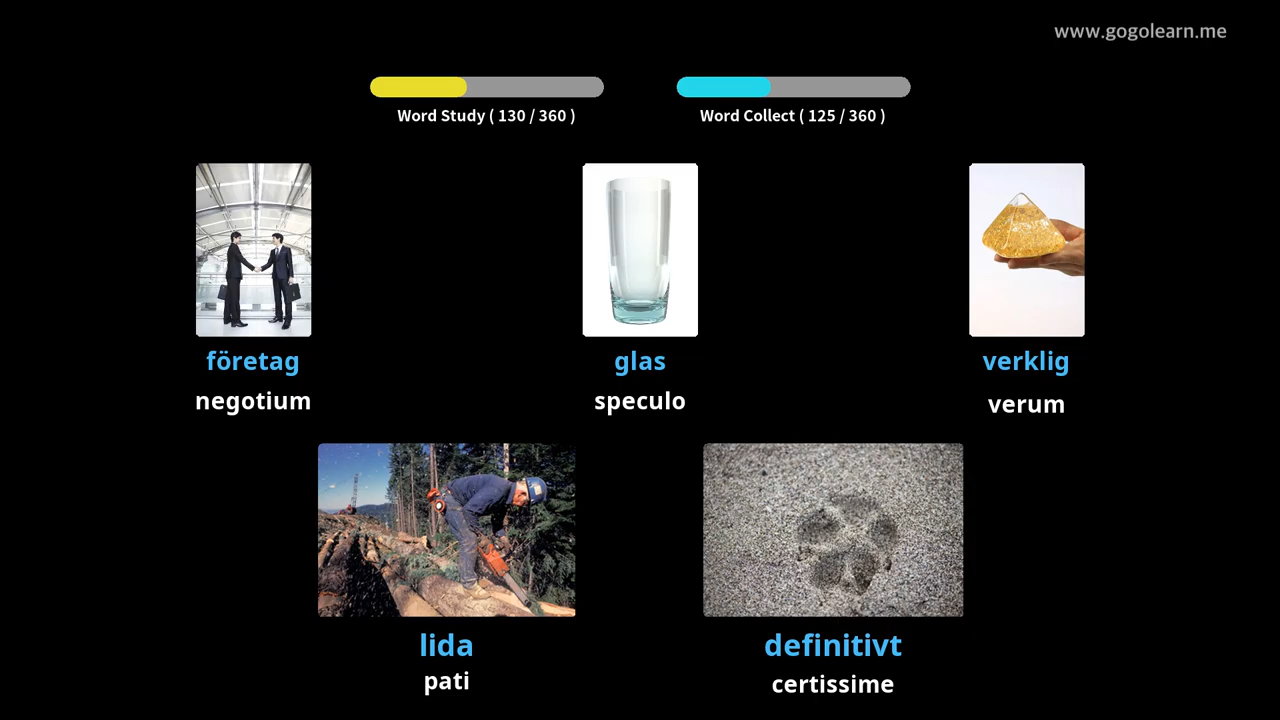 www.gogolearn.me
Word Study ( 130 / 360 )
Word Collect ( 125 / 360 )
företag
negotium
glas
speculo
verklig
verum
lida
pati
definitivt
certissime